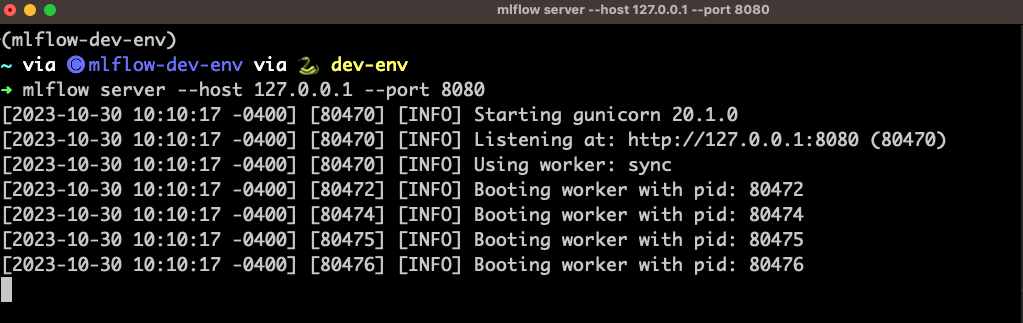 mlflow server --host 127.0.0.1 --port 8080
(mlflow-dev-env)
~ via 🅒 mlflow-dev-env via 🐍 dev-env
➜ mlflow server --host 127.0.0.1 --port 8080
[2023-10-30 10:10:17 -0400] [80470] [INFO] Starting gunicorn 20.1.0
[2023-10-30 10:10:17 -0400] [80470] [INFO] Listening at: http://127.0.0.1:8080 (80470)
[2023-10-30 10:10:17 -0400] [80470] [INFO] Using worker: sync
[2023-10-30 10:10:17 -0400] [80472] [INFO] Booting worker with pid: 80472
[2023-10-30 10:10:17 -0400] [80474] [INFO] Booting worker with pid: 80474
[2023-10-30 10:10:17 -0400] [80475] [INFO] Booting worker with pid: 80475
[2023-10-30 10:10:17 -0400] [80476] [INFO] Booting worker with pid: 80476